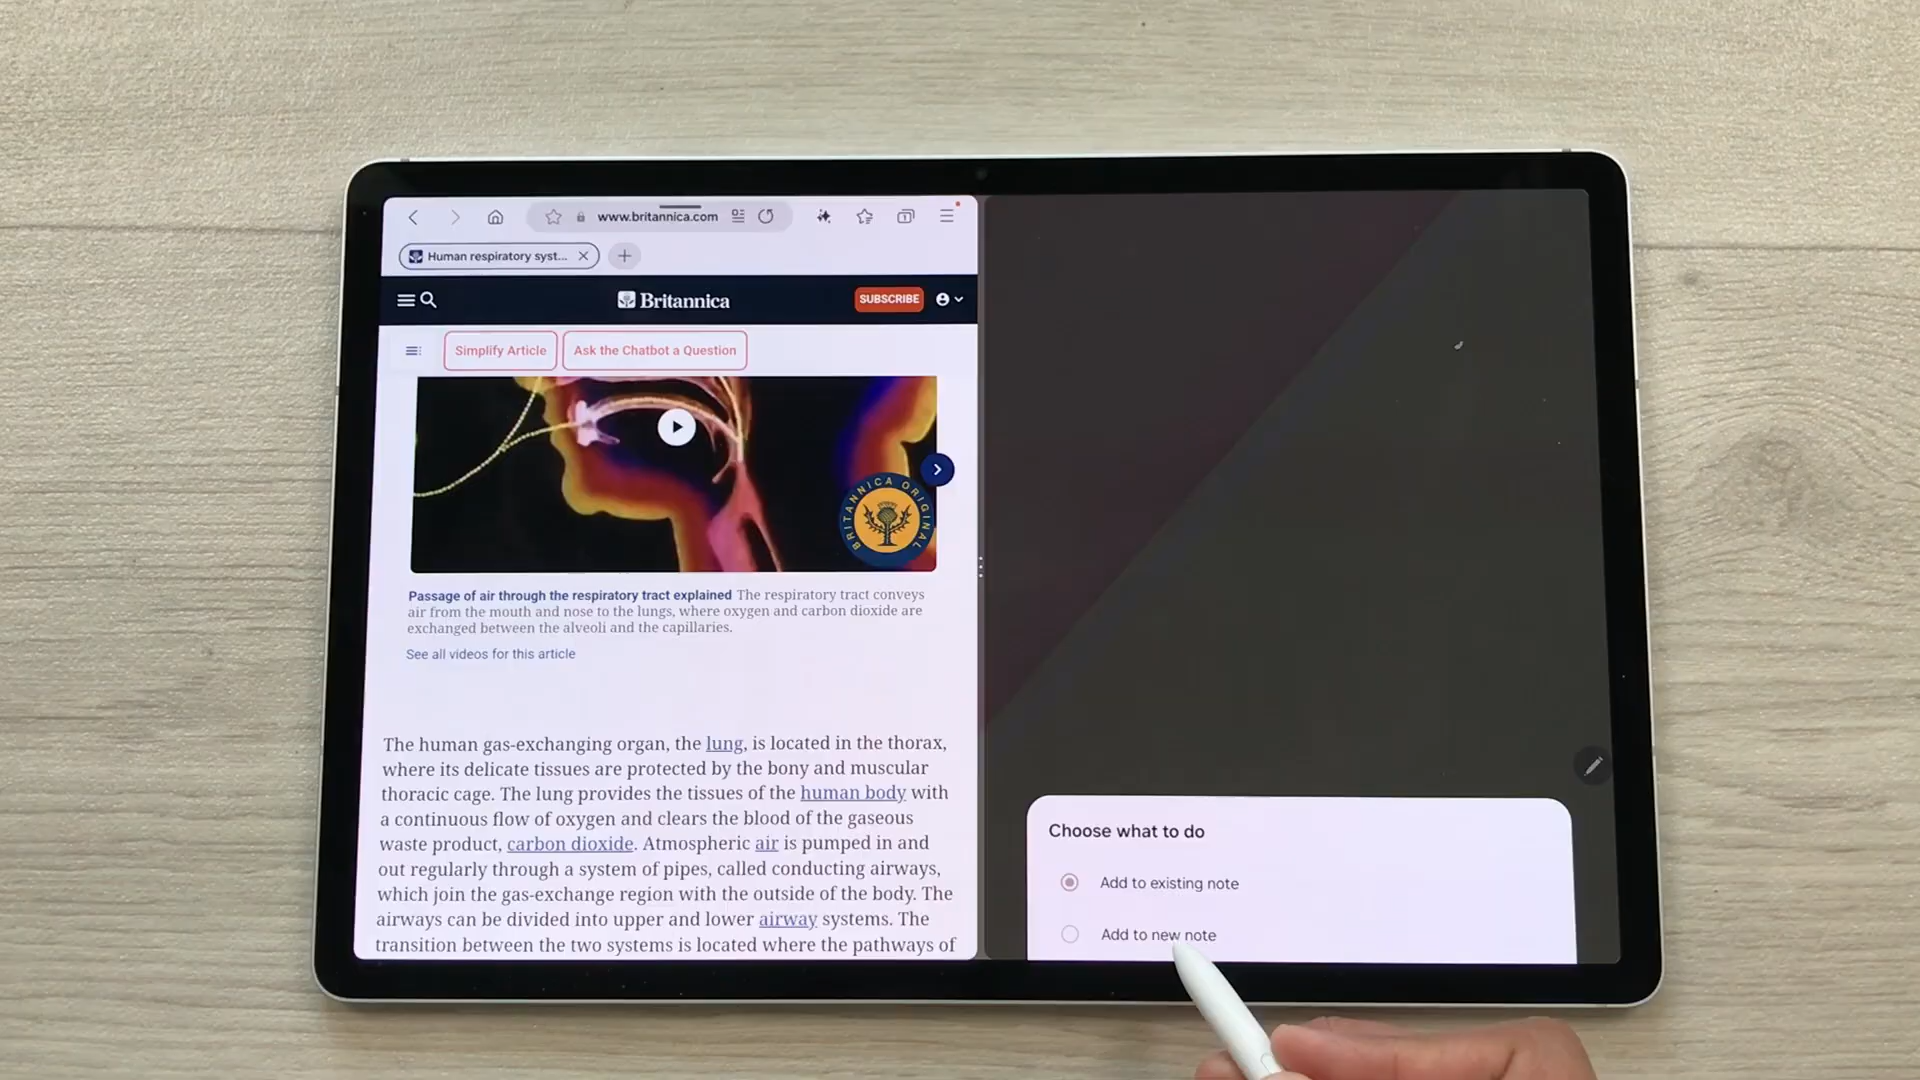 www.britannica.com
Human respiratory syst...
Britannica
SUBSCRIBE
Simplify Article
Ask the Chatbot a Question
BRITANNICA ORIGINAL
Passage of air through the respiratory tract explained The respiratory tract conveys
air from the mouth and nose to the lungs, where oxygen and carbon dioxide are
exchanged between the alveoli and the capillaries.
See all videos for this article
The human gas-exchanging organ, the lung, is located in the thorax,
where its delicate tissues are protected by the bony and muscular
thoracic cage. The lung provides the tissues of the human body with
a continuous flow of oxygen and clears the blood of the gaseous
waste product, carbon dioxide. Atmospheric air is pumped in and
out regularly through a system of pipes, called conducting airways,
which join the gas-exchange region with the outside of the body. The
airways can be divided into upper and lower airway systems. The
transition between the two systems is located where the pathways of
Choose what to do
Add to existing note
Add to new note